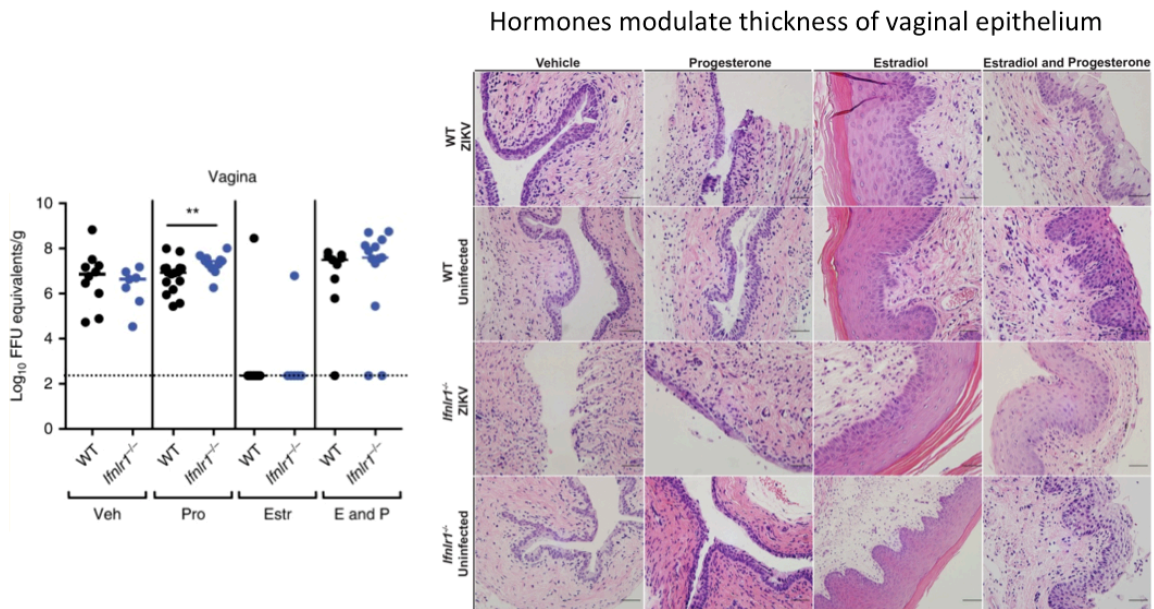 Hormones modulate thickness of vaginal epithelium
Vagina
**
Log10 FFU equivalents/g
10
8
6
4
2
0
WT
Ifnlr1-/-
WT
Ifnlr1-/-
WT
Ifnlr1-/-
WT
Ifnlr1-/-
Veh
Pro
Estr
E and P
Vehicle
Progesterone
Estradiol
Estradiol and Progesterone
WT
ZIKV
WT
Uninfected
Ifnlr1-/-
ZIKV
Ifnlr1-/-
Uninfected